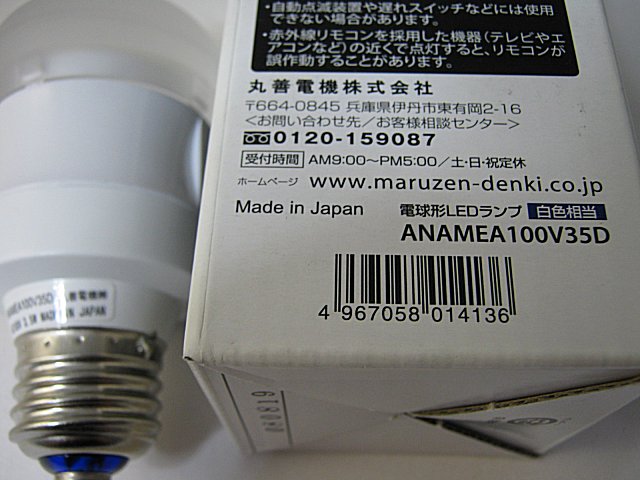 ・自動点滅装置や遅れスイッチなどには使用
できない場合があります。
・赤外線リモコンを採用した機器(テレビやエ
アコンなど)の近くで点灯すると、リモコンが
誤作動することがあります。
丸善電機株式会社
〒664-0845 兵庫県伊丹市東有岡2-16
<お問い合わせ先/お客様相談センター>
0120-159087
受付時間 AM9:00～PM5:00/土・日・祝定休
ホームページ www.maruzen-denki.co.jp
Made in Japan 電球形LEDランプ 白色相当
ANAMEA100V35D
4 967058 014136
ANAMEA100V35D
MADE IN JAPAN